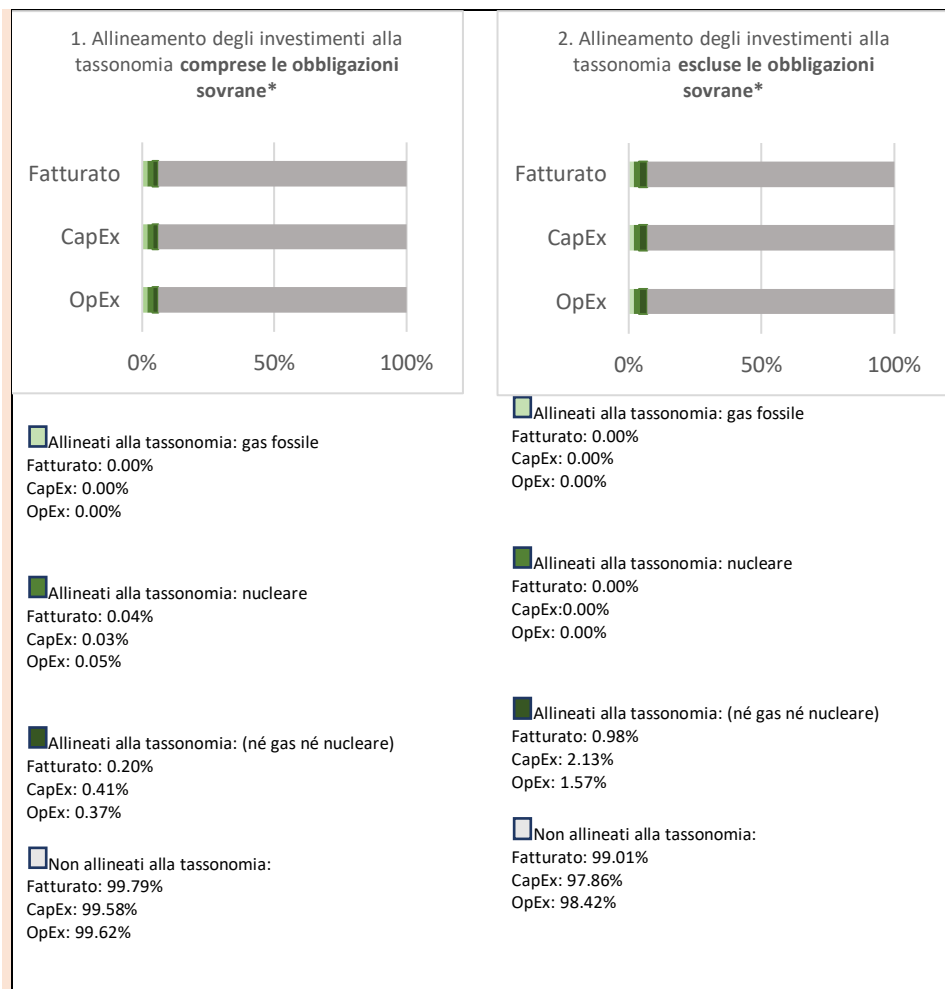 1. Allineamento degli investimenti alla
tassonomia comprese le obbligazioni
sovrane*
Fatturato
CapEx
OpEx
0%
50%
100%
Allineati alla tassonomia: gas fossile
Fatturato: 0.00%
CapEx: 0.00%
OpEx: 0.00%
Allineati alla tassonomia: nucleare
Fatturato: 0.04%
CapEx: 0.03%
OpEx: 0.05%
Allineati alla tassonomia: (né gas né nucleare)
Fatturato: 0.20%
CapEx: 0.41%
OpEx: 0.37%
Non allineati alla tassonomia:
Fatturato: 99.79%
CapEx: 99.58%
OpEx: 99.62%
2. Allineamento degli investimenti alla
tassonomia escluse le obbligazioni
sovrane*
Fatturato
CapEx
OpEx
0%
50%
100%
Allineati alla tassonomia: gas fossile
Fatturato: 0.00%
CapEx: 0.00%
OpEx: 0.00%
Allineati alla tassonomia: nucleare
Fatturato: 0.00%
CapEx:0.00%
OpEx: 0.00%
Allineati alla tassonomia: (né gas né nucleare)
Fatturato: 0.98%
CapEx: 2.13%
OpEx: 1.57%
Non allineati alla tassonomia:
Fatturato: 99.01%
CapEx: 97.86%
OpEx: 98.42%